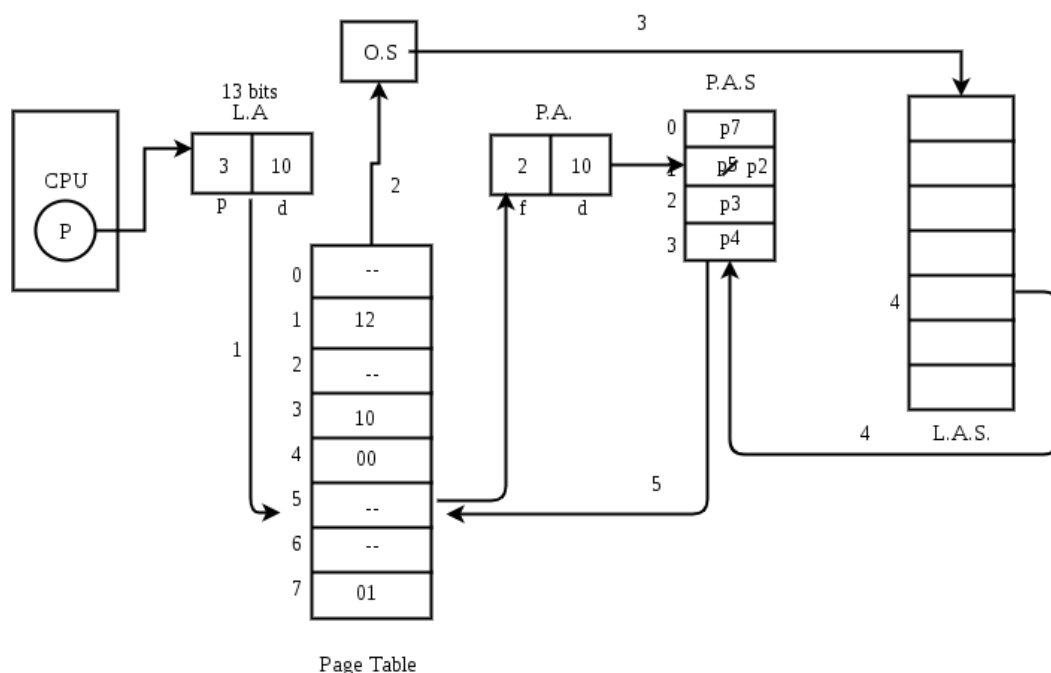 3
O.S
13 bits
L.A
P.A.
P.A.S
CPU
P
3 10
p d
2
2 10
f d
0 p7
1 p5 p2
2 p3
3 p4
0 --
1 12
2 --
3 10
4 00
5 --
6 --
7 01
1
4
4
5
L.A.S.
Page Table